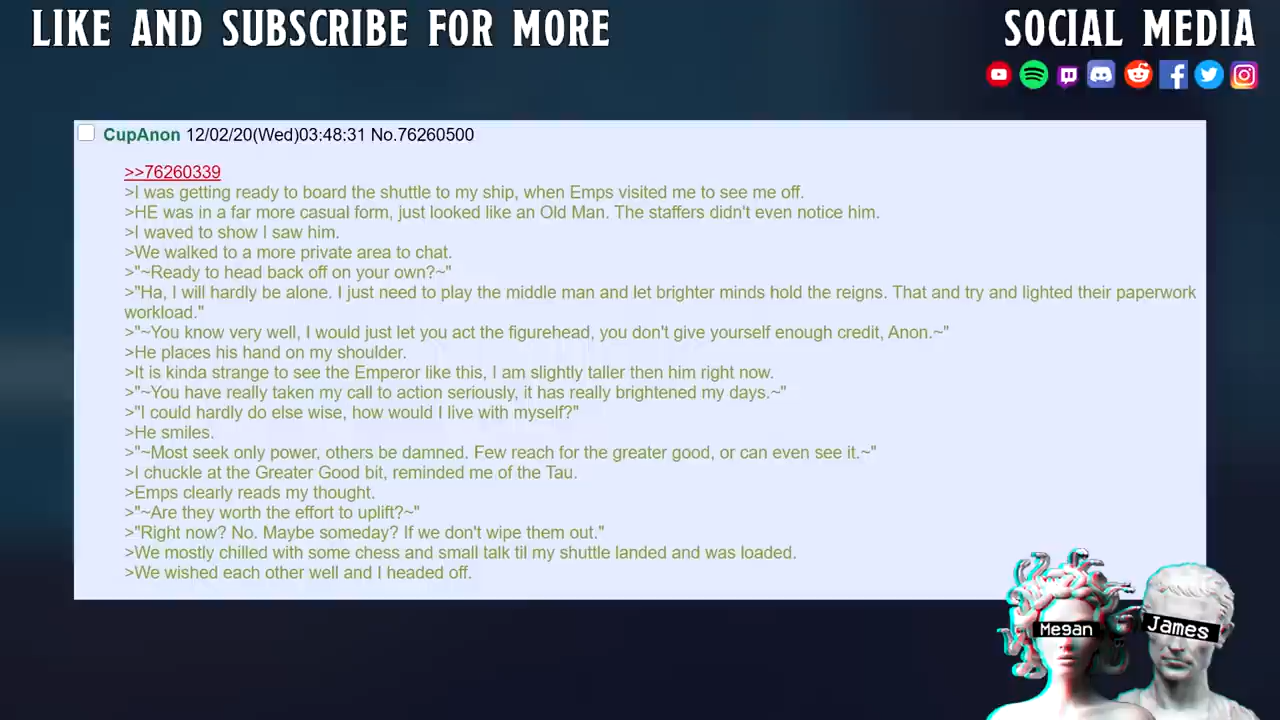 LIKE AND SUBSCRIBE FOR MORE
SOCIAL MEDIA
CupAnon 12/02/20(Wed)03:48:31 No.76260500
>>76260339
>I was getting ready to board the shuttle to my ship, when Emps visited me to see me off.
>HE was in a far more casual form, just looked like an Old Man. The staffers didn't even notice him.
>I waved to show I saw him.
>We walked to a more private area to chat.
>"~Ready to head back off on your own?~"
>"Ha, I will hardly be alone. I just need to play the middle man and let brighter minds hold the reigns. That and try and lighted their paperwork
workload."
>"~You know very well, I would just let you act the figurehead, you don't give yourself enough credit, Anon.~"
>He places his hand on my shoulder.
>It is kinda strange to see the Emperor like this, I am slightly taller then him right now.
>"~You have really taken my call to action seriously, it has really brightened my days.~"
>"I could hardly do else wise, how would I live with myself?"
>He smiles.
>"~Most seek only power, others be damned. Few reach for the greater good, or can even see it.~"
>I chuckle at the Greater Good bit, reminded me of the Tau.
>Emps clearly reads my thought.
>"~Are they worth the effort to uplift?~"
>"Right now? No. Maybe someday? If we don't wipe them out."
>We mostly chilled with some chess and small talk til my shuttle landed and was loaded.
>We wished each other well and I headed off.
Megan
James